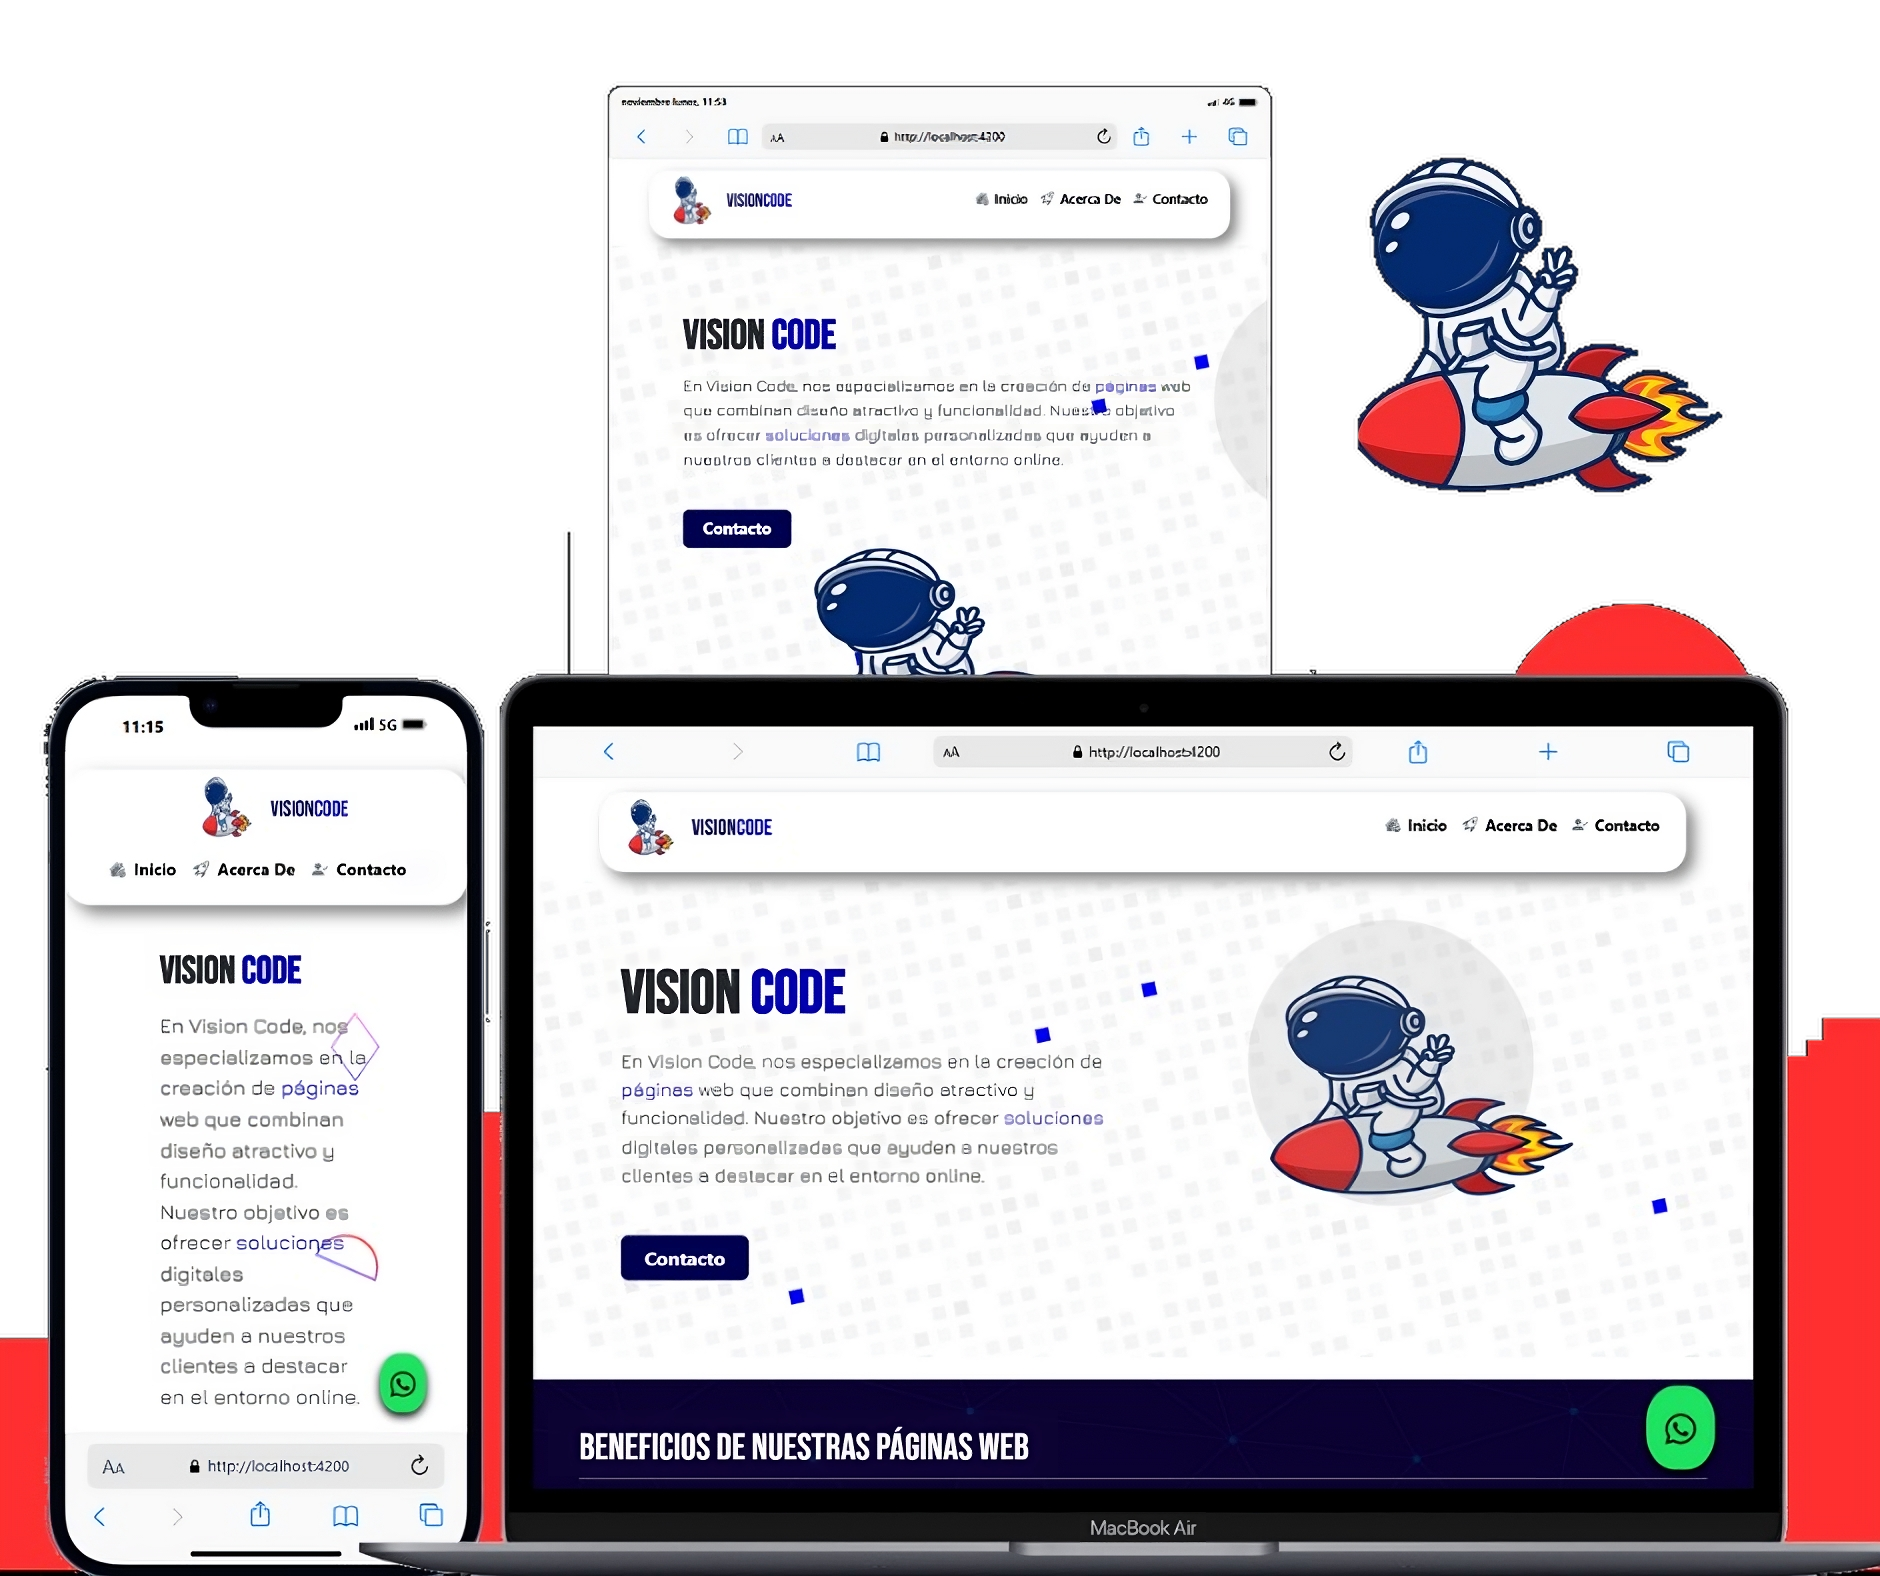 11:53
http://localhost:4200
VISIONCODE
Inicio Acerca De Contacto
VISION CODE
En Vision Code, nos especializamos en la creación de páginas web
que combinan diseño atractivo y funcionalidad. Nuestro objetivo
es ofrecer soluciones digitales personalizadas que ayuden a
nuestros clientes a destacar en el entorno online.
Contacto
11:15
5G
VISIONCODE
Inicio Acerca De Contacto
VISION CODE
En Vision Code, nos
especializamos en la
creación de páginas
web que combinan
diseño atractivo y
funcionalidad.
Nuestro objetivo es
ofrecer soluciones
digitales
personalizadas que
ayuden a nuestros
clientes a destacar
en el entorno online.
AA http://localhost:4200
AA http://localhost:4200
VISIONCODE
Inicio Acerca De Contacto
VISION CODE
En Vision Code, nos especializamos en la creación de
páginas web que combinan diseño atractivo y
funcionalidad. Nuestro objetivo es ofrecer soluciones
digitales personalizadas que ayuden a nuestros
clientes a destacar en el entorno online.
Contacto
BENEFICIOS DE NUESTRAS PÁGINAS WEB
MacBook Air